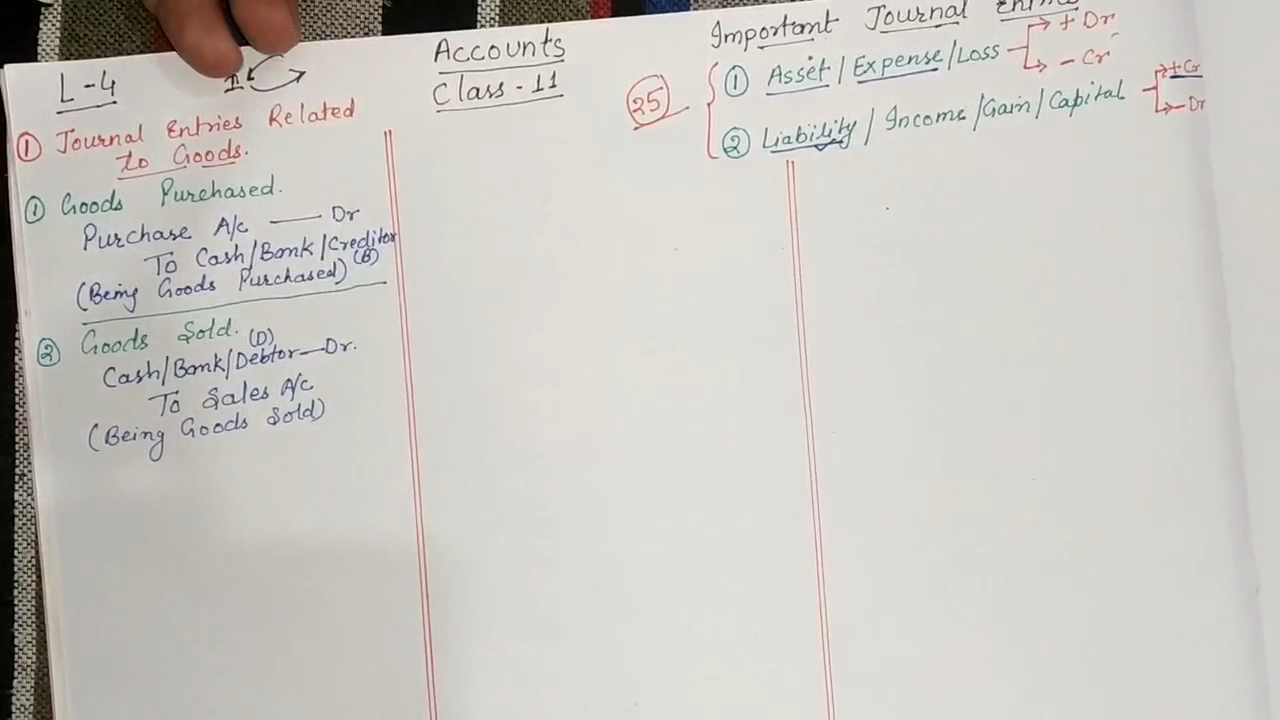 L-4
Accounts
Class-11
Important Journal
25
① Asset/Expense/Loss
+ Dr
- Cr
② Liability/Income/Gain/Capital
+Cr
- Dr
① Journal Entries Related
to Goods.
① Goods Purchased.
Purchase A/c —— Dr
To Cash/Bank/Creditor
(B)
(Being Goods Purchased)
② Goods Sold.
(D)
Cash/Bank/Debtor—Dr.
To Sales A/c
(Being Goods Sold)